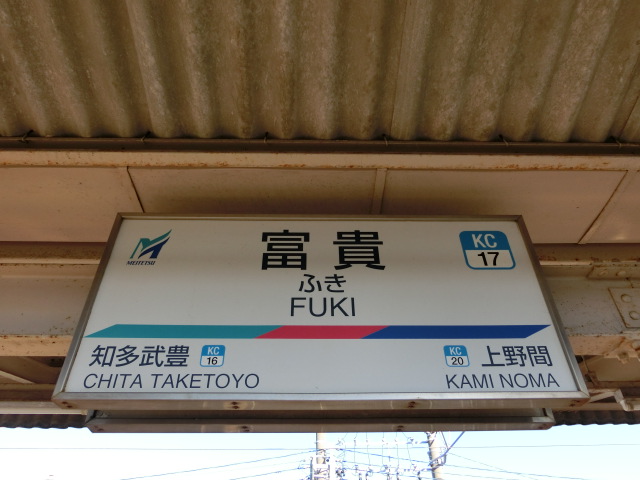 MEITETSU
富貴
ふき
FUKI
KC
17
知多武豊 KC 16
CHITA TAKETOYO
KC 20 上野間
KAMI NOMA